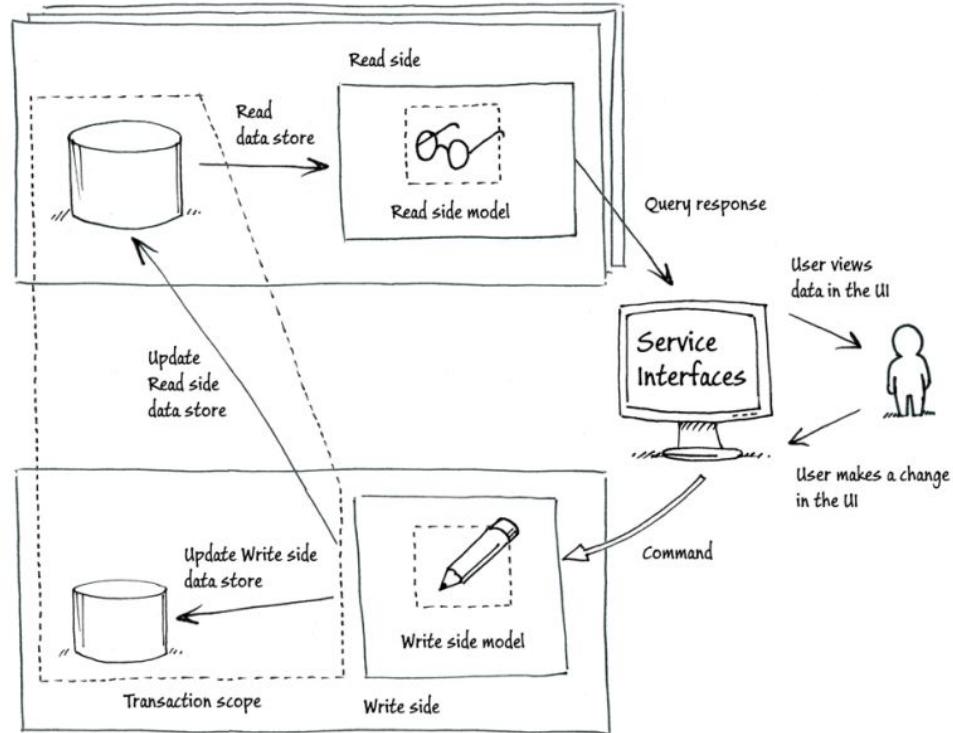 Read side
Read
data store
Read side model
Query response
User views
data in the UI
Service
Interfaces
Update
Read side
data store
User makes a change
in the UI
Update Write side
data store
Command
Write side model
Transaction scope
Write side